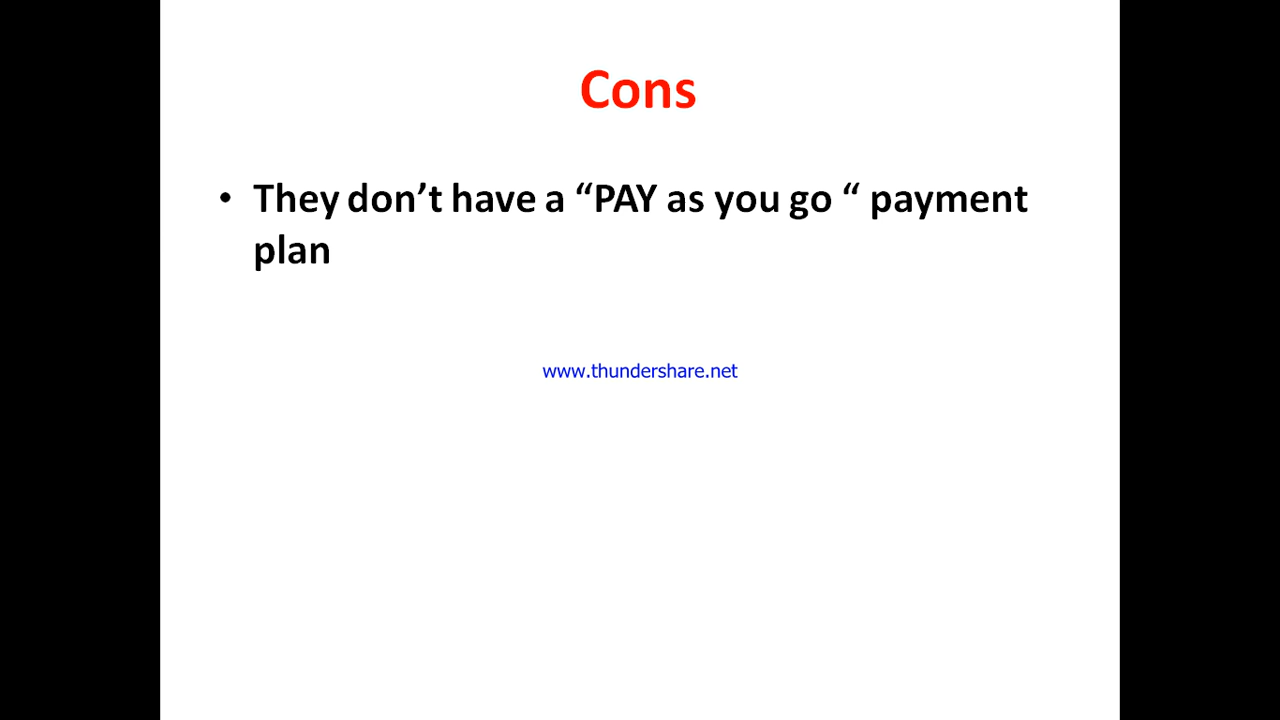 Cons
• They don’t have a “PAY as you go “ payment
plan
www.thundershare.net